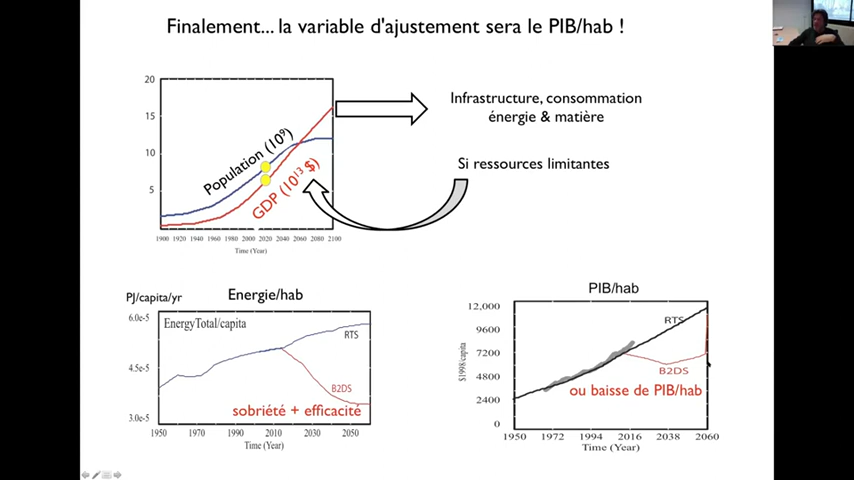 Finalement... la variable d'ajustement sera le PIB/hab !
20
15
10
5
Population (10⁹)
GDP (10¹³ $)
1900 1920 1940 1960 1980 2000 2020 2040 2060 2080 2100
Time (Year)
Infrastructure, consommation
énergie & matière
Si ressources limitantes
PJ/capita/yr
Energie/hab
6.0e-5
4.5e-5
3.0e-5
EnergyTotal/capita
RTS
B2DS
sobriété + efficacité
1950 1970 1990 2010 2030 2050
Time (Year)
PIB/hab
12,000
9600
7200
4800
2400
0
$1998/capita
RTS
B2DS
ou baisse de PIB/hab
1950 1972 1994 2016 2038 2060
Time (Year)